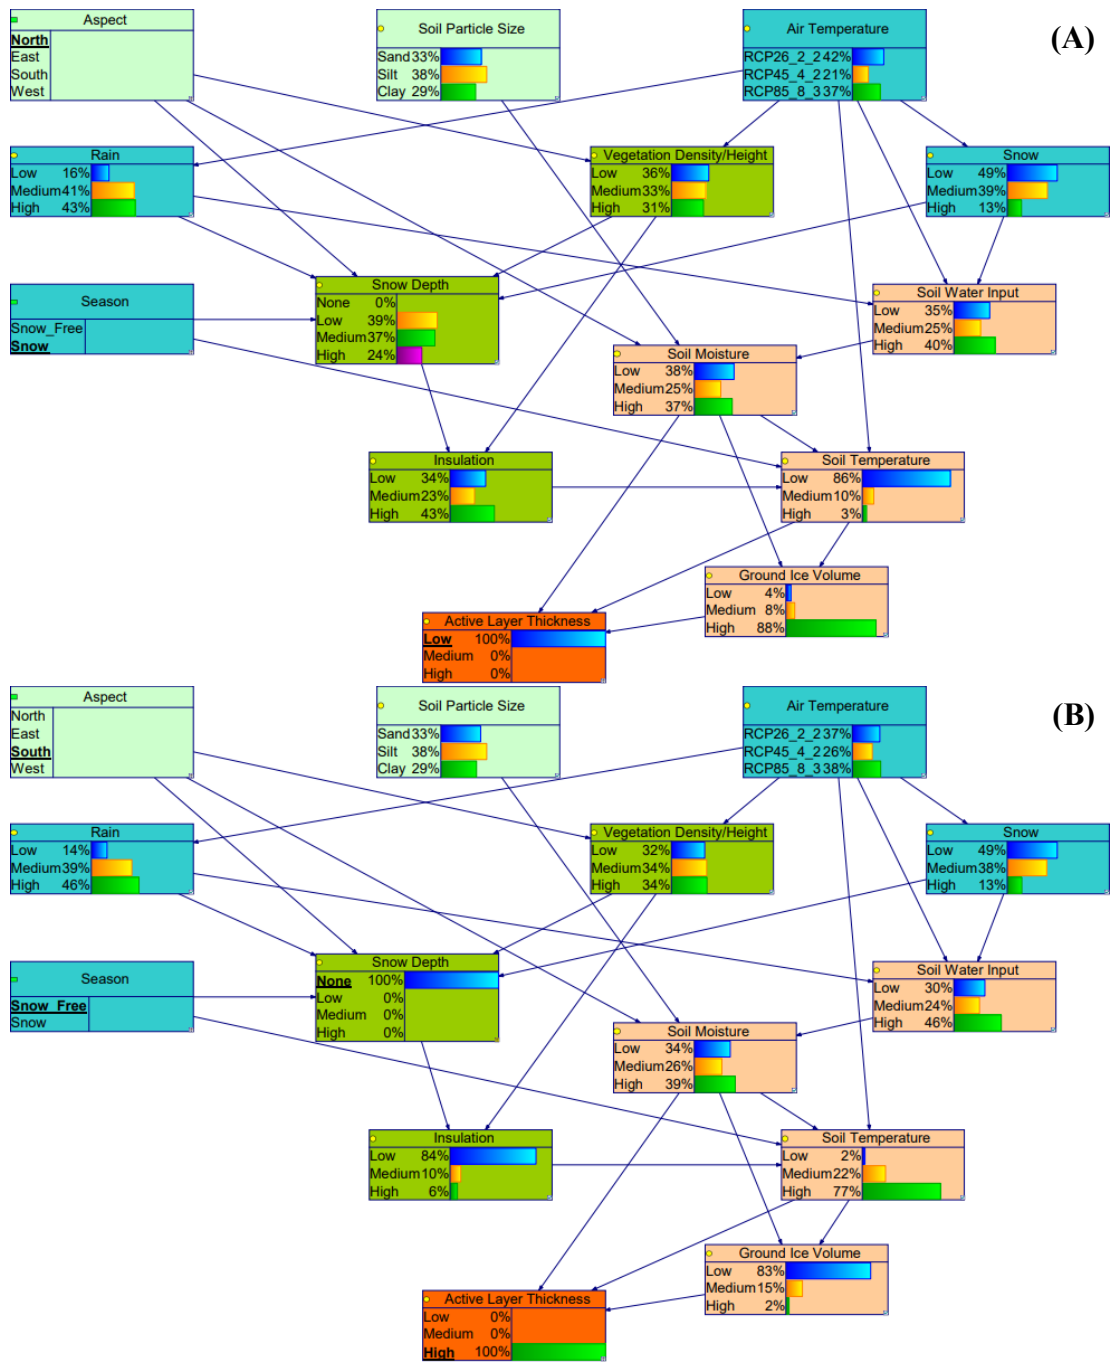 Aspect
North
East
South
West
Soil Particle Size
Sand 33%
Silt 38%
Clay 29%
Air Temperature
RCP26_2_2 42%
RCP45_4_2 21%
RCP85_8_3 37%
(A)
Rain
Low 16%
Medium 41%
High 43%
Vegetation Density/Height
Low 36%
Medium 33%
High 31%
Snow
Low 49%
Medium 39%
High 13%
Season
Snow_Free
Snow
Snow Depth
None 0%
Low 39%
Medium 37%
High 24%
Soil Water Input
Low 35%
Medium 25%
High 40%
Soil Moisture
Low 38%
Medium 25%
High 37%
Insulation
Low 34%
Medium 23%
High 43%
Soil Temperature
Low 86%
Medium 10%
High 3%
Ground Ice Volume
Low 4%
Medium 8%
High 88%
Active Layer Thickness
Low 100%
Medium 0%
High 0%
Aspect
North
East
South
West
Soil Particle Size
Sand 33%
Silt 38%
Clay 29%
Air Temperature
RCP26_2_2 37%
RCP45_4_2 26%
RCP85_8_3 38%
(B)
Rain
Low 14%
Medium 39%
High 46%
Vegetation Density/Height
Low 32%
Medium 34%
High 34%
Snow
Low 49%
Medium 38%
High 13%
Season
Snow_Free
Snow
Snow Depth
None 100%
Low 0%
Medium 0%
High 0%
Soil Water Input
Low 30%
Medium 24%
High 46%
Soil Moisture
Low 34%
Medium 26%
High 39%
Insulation
Low 84%
Medium 10%
High 6%
Soil Temperature
Low 2%
Medium 22%
High 77%
Ground Ice Volume
Low 83%
Medium 15%
High 2%
Active Layer Thickness
Low 0%
Medium 0%
High 100%